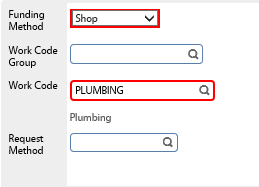 Funding
Method
Shop
Work Code
Group
Work Code
PLUMBING
Plumbing
Request
Method